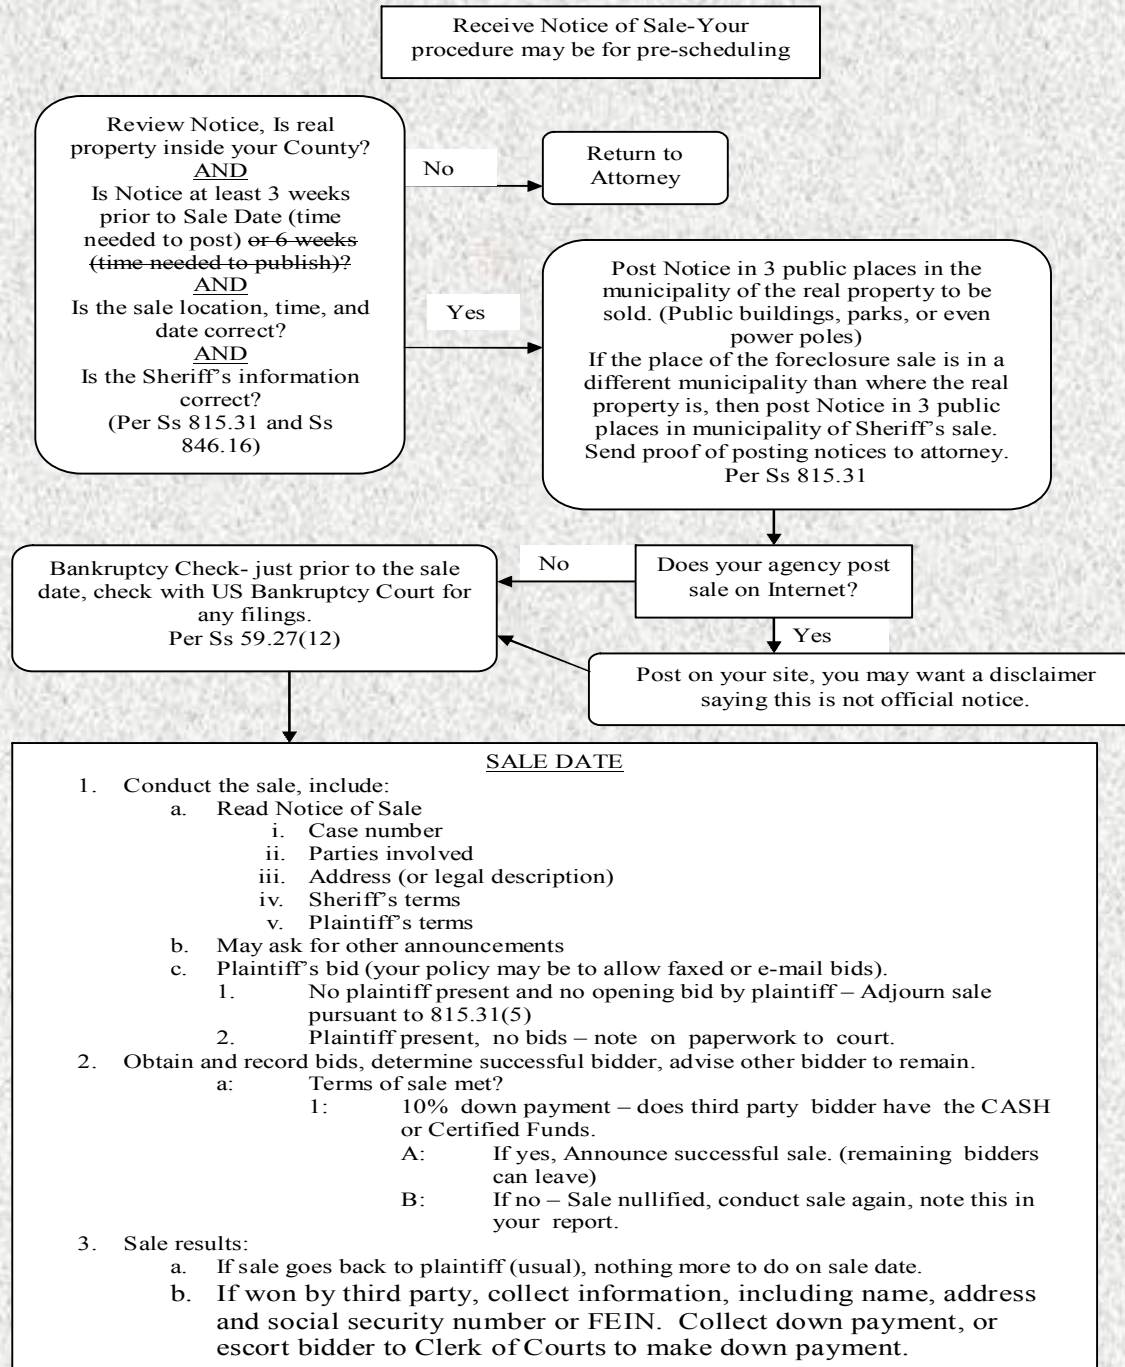 Receive Notice of Sale-Your
procedure may be for pre-scheduling
Review Notice, Is real
property inside your County?
AND
Is Notice at least 3 weeks
prior to Sale Date (time
needed to post) or 6 weeks
(time needed to publish)?
AND
Is the sale location, time, and
date correct?
AND
Is the Sheriff's information
correct?
(Per Ss 815.31 and Ss
846.16)
No
Return to
Attorney
Yes
Post Notice in 3 public places in the
municipality of the real property to be
sold. (Public buildings, parks, or even
power poles)
If the place of the foreclosure sale is in a
different municipality than where the real
property is, then post Notice in 3 public
places in municipality of Sheriff's sale.
Send proof of posting notices to attorney.
Per Ss 815.31
Does your agency post
sale on Internet?
No
Bankruptcy Check- just prior to the sale
date, check with US Bankruptcy Court for
any filings.
Per Ss 59.27(12)
Yes
Post on your site, you may want a disclaimer
saying this is not official notice.
SALE DATE
1. Conduct the sale, include:
a. Read Notice of Sale
i. Case number
ii. Parties involved
iii. Address (or legal description)
iv. Sheriff's terms
v. Plaintiff's terms
b. May ask for other announcements
c. Plaintiff's bid (your policy may be to allow faxed or e-mail bids).
1. No plaintiff present and no opening bid by plaintiff – Adjourn sale
pursuant to 815.31(5)
2. Plaintiff present, no bids – note on paperwork to court.
2. Obtain and record bids, determine successful bidder, advise other bidder to remain.
a: Terms of sale met?
1: 10% down payment – does third party bidder have the CASH
or Certified Funds.
A: If yes, Announce successful sale. (remaining bidders
can leave)
B: If no – Sale nullified, conduct sale again, note this in
your report.
3. Sale results:
a. If sale goes back to plaintiff (usual), nothing more to do on sale date.
b. If won by third party, collect information, including name, address
and social security number or FEIN. Collect down payment, or
escort bidder to Clerk of Courts to make down payment.